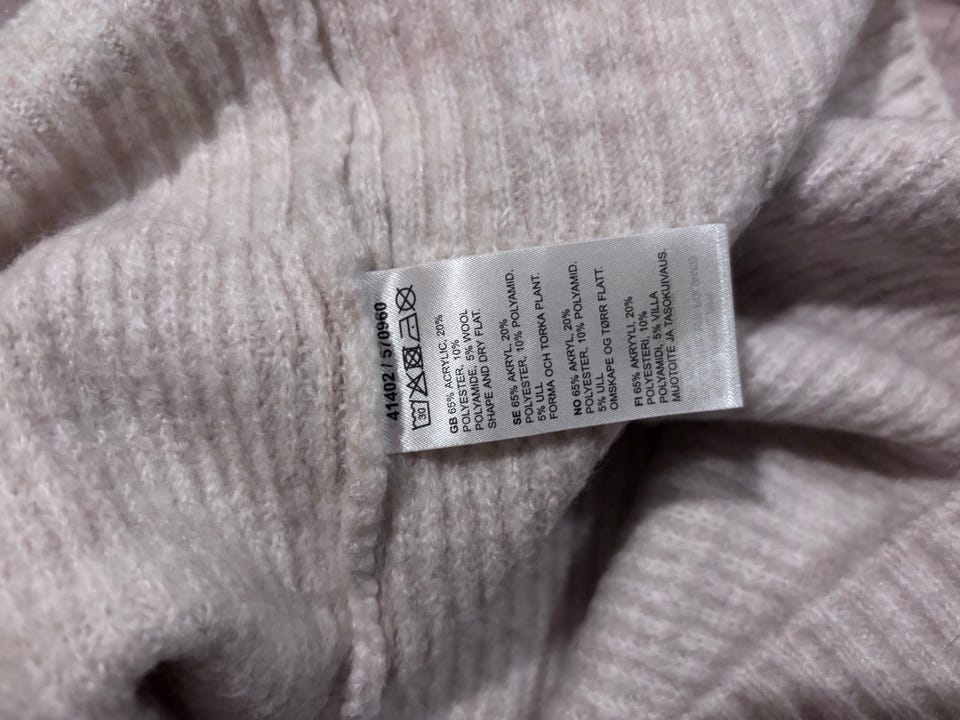 41402 / 570960
30
GB 65% ACRYLIC, 20%
POLYESTER, 10%
POLYAMIDE, 5% WOOL
SHAPE AND DRY FLAT.
SE 65% AKRYL, 20%
POLYESTER, 10% POLYAMID,
5% ULL
FORMA OCH TORKA PLANT.
NO 65% AKRYL, 20%
POLYESTER, 10% POLYAMID,
5% ULL
OMSKAPE OG TØRR FLATT.
FI 65% AKRYYLI, 20%
POLYESTERI, 10%
POLYAMIDI, 5% VILLA
MUOTOITE JA TASOKUIVAUS.